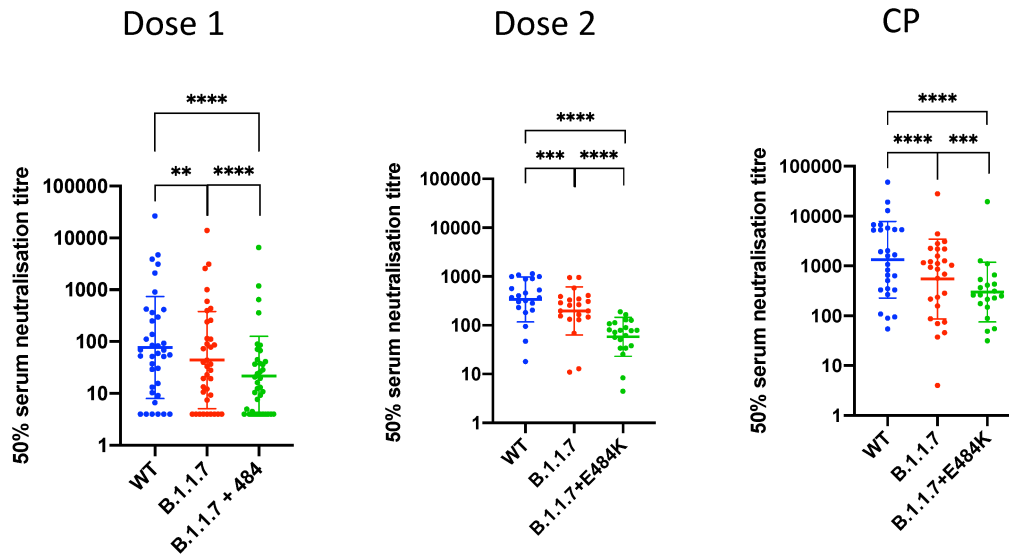 Dose 1
Dose 2
CP
****
** ****
50% serum neutralisation titre
100000
10000
1000
100
10
1
WT
B.1.1.7
B.1.1.7 + 484
****
*** ****
50% serum neutralisation titre
100000
10000
1000
100
10
1
WT
B.1.1.7
B.1.1.7+E484K
****
**** ***
50% serum neutralisation titre
100000
10000
1000
100
10
1
WT
B.1.1.7
B.1.1.7+E484K